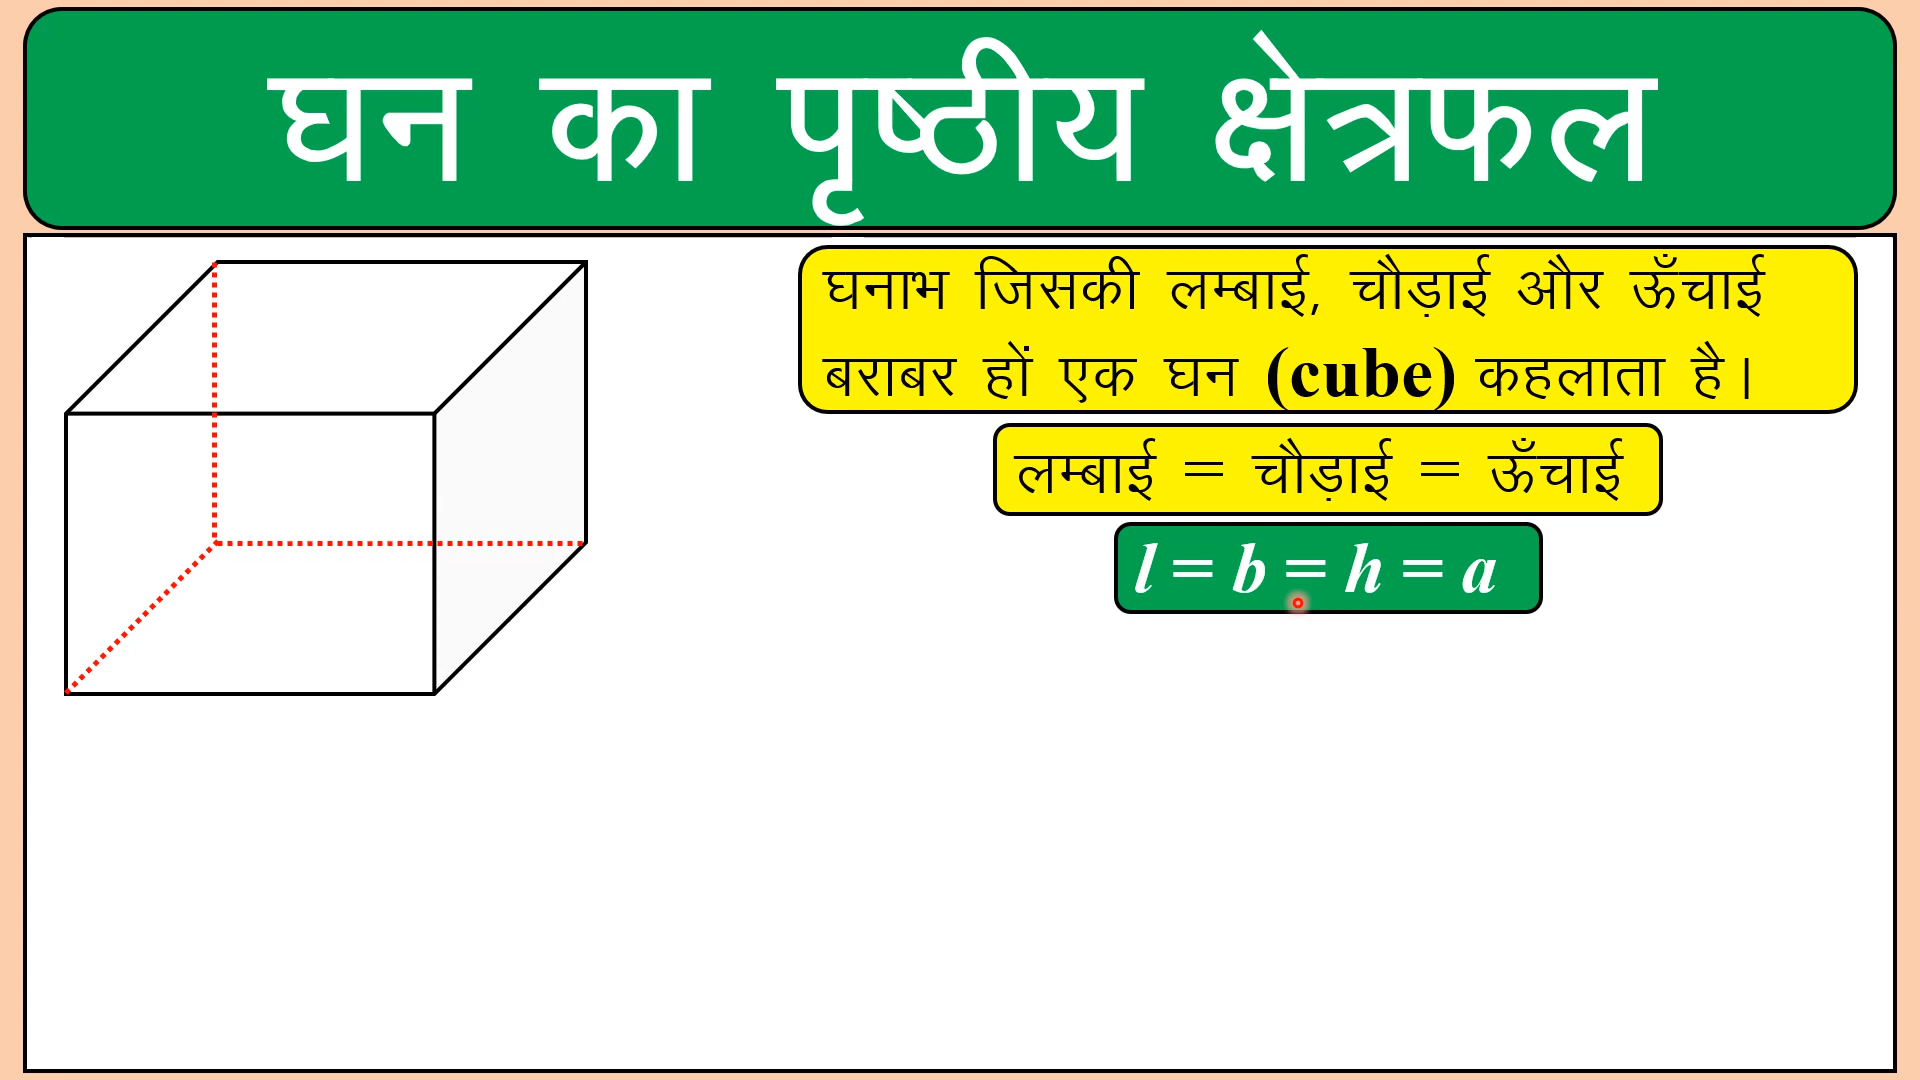 घन का पृष्ठीय क्षेत्रफल
घनाभ जिसकी लम्बाई, चौड़ाई और ऊँचाई
बराबर हों एक घन (cube) कहलाता है।
लम्बाई = चौड़ाई = ऊँचाई
l = b = h = a